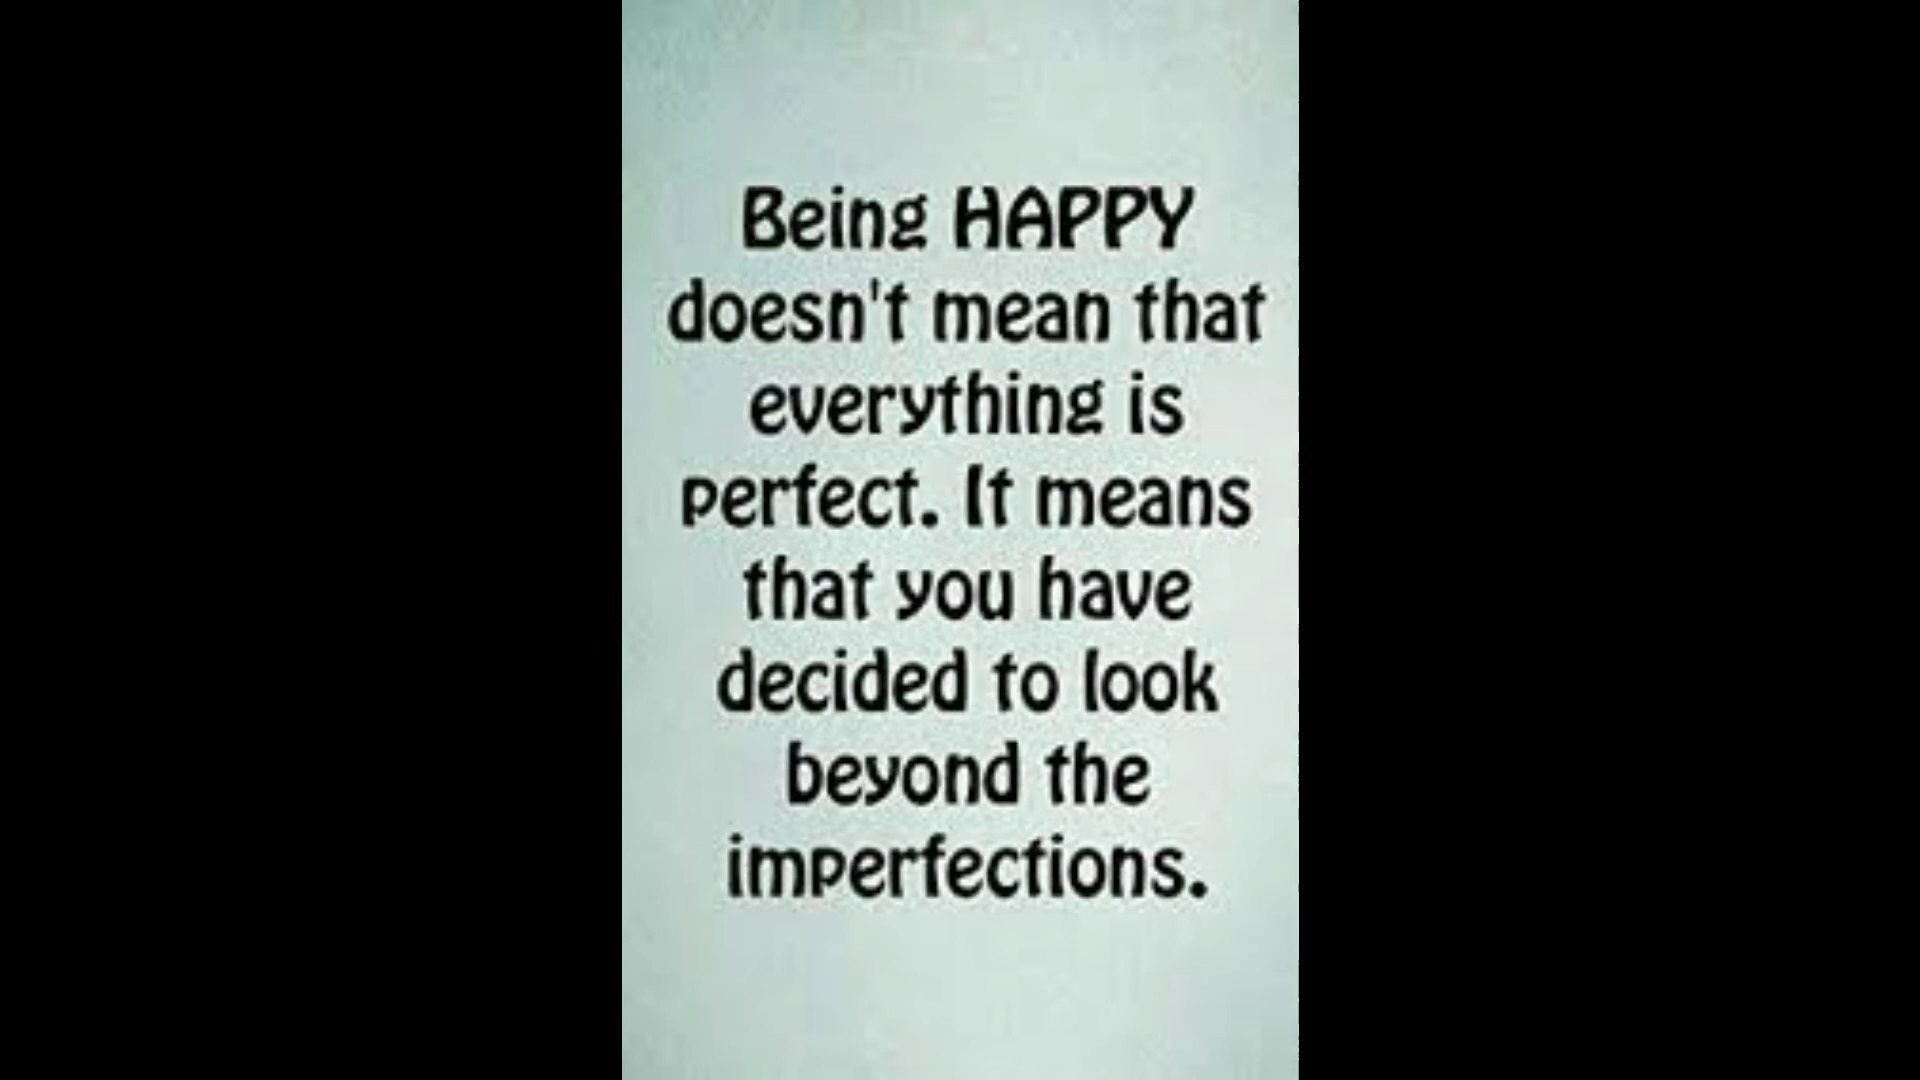 Being HAPPY
doesn't mean that
everything is
perfect. It means
that you have
decided to look
beyond the
imperfections.